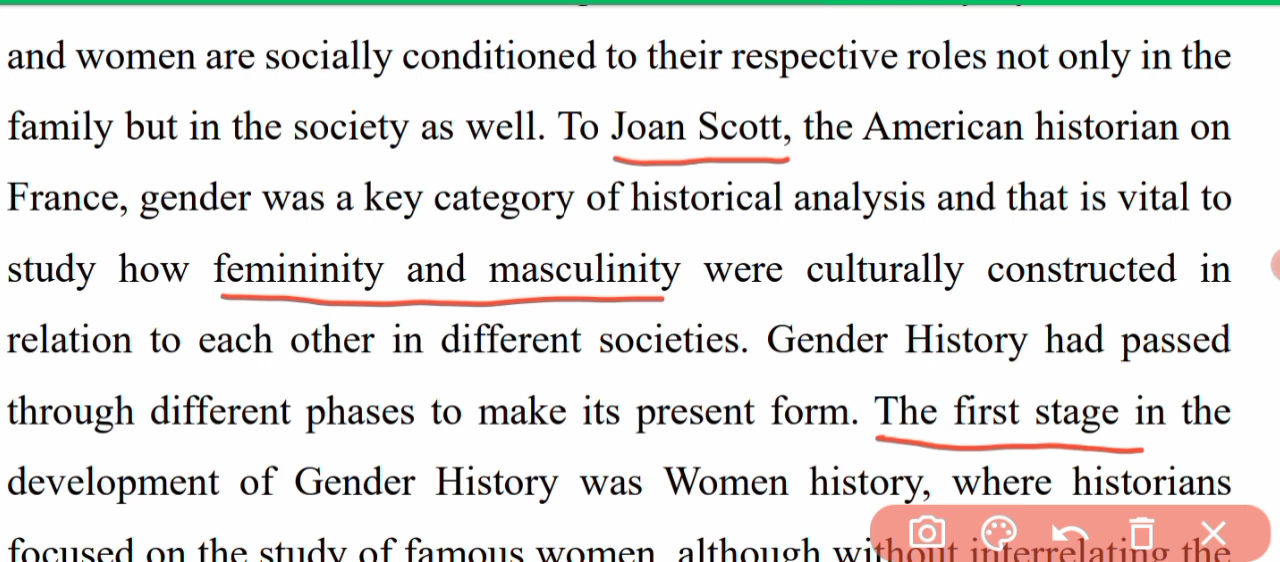 and women are socially conditioned to their respective roles not only in the
family but in the society as well. To Joan Scott, the American historian on
France, gender was a key category of historical analysis and that is vital to
study how femininity and masculinity were culturally constructed in
relation to each other in different societies. Gender History had passed
through different phases to make its present form. The first stage in the
development of Gender History was Women history, where historians
focused on the study of famous women, although without interrelating the